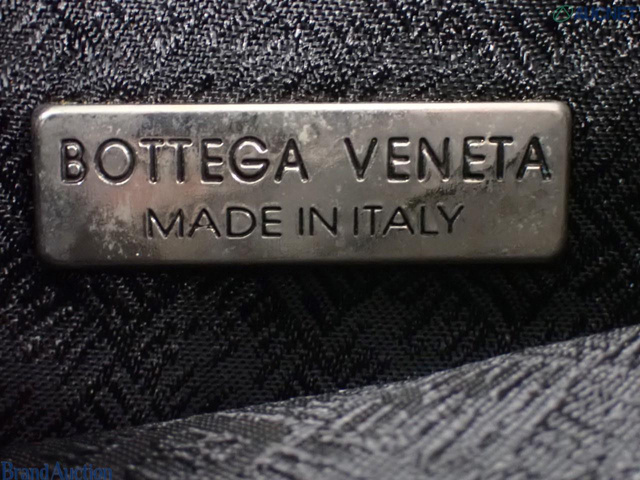 BOTTEGA VENETA
MADE IN ITALY
Brand Auction